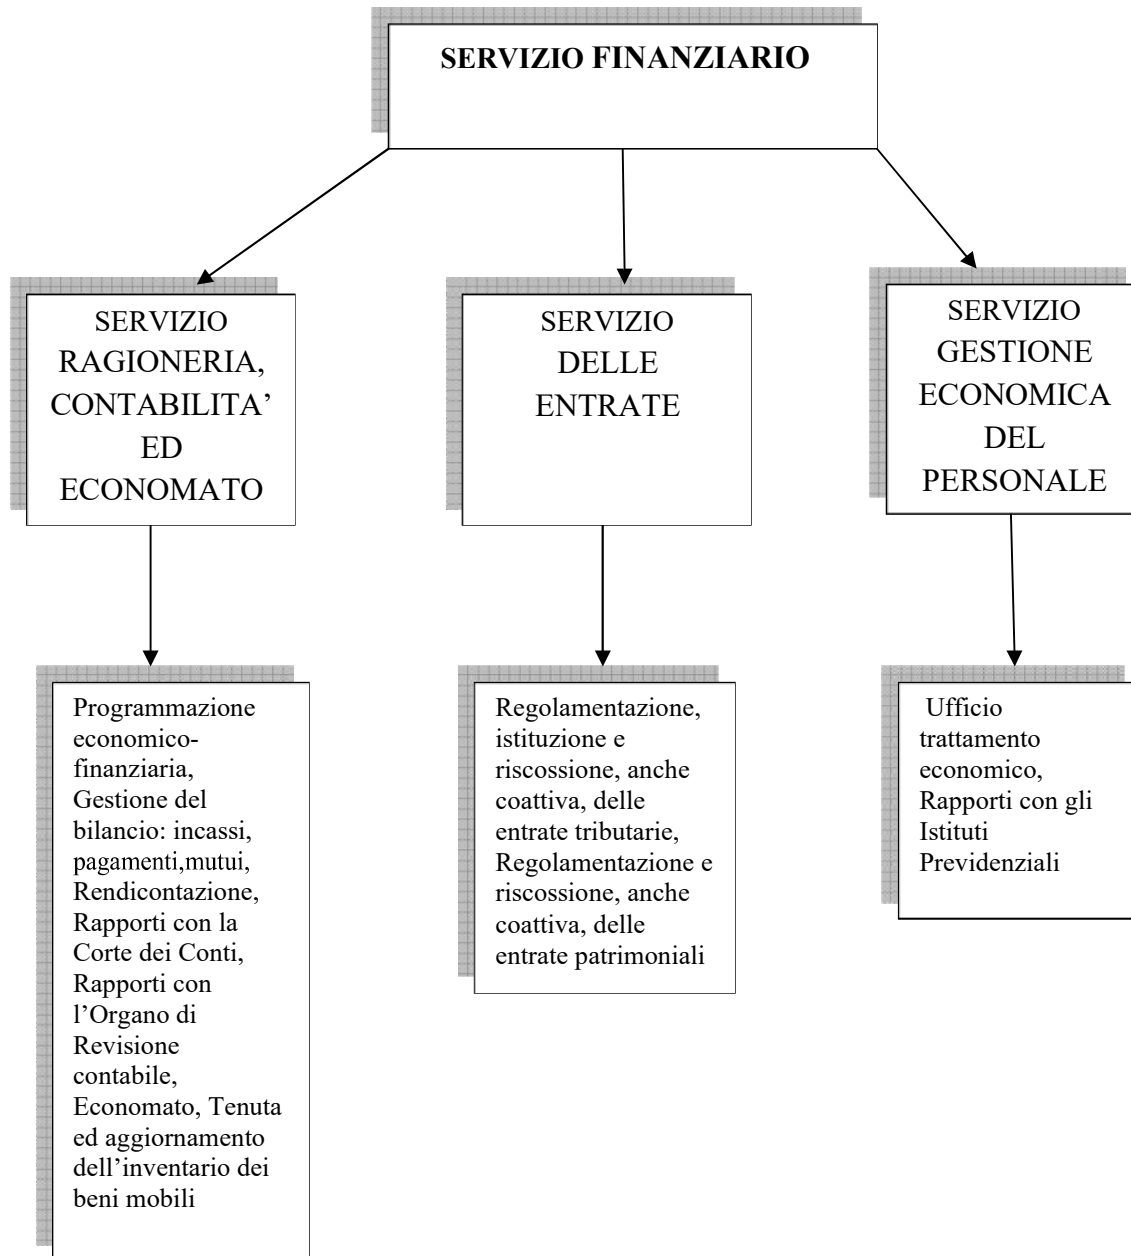 SERVIZIO FINANZIARIO
SERVIZIO
RAGIONERIA,
CONTABILITA’
ED
ECONOMATO
SERVIZIO
DELLE
ENTRATE
SERVIZIO
GESTIONE
ECONOMICA
DEL
PERSONALE
Programmazione
economico-
finanziaria,
Gestione del
bilancio: incassi,
pagamenti,mutui,
Rendicontazione,
Rapporti con la
Corte dei Conti,
Rapporti con
l’Organo di
Revisione
contabile,
Economato, Tenuta
ed aggiornamento
dell’inventario dei
beni mobili
Regolamentazione,
istituzione e
riscossione, anche
coattiva, delle
entrate tributarie,
Regolamentazione e
riscossione, anche
coattiva, delle
entrate patrimoniali
Ufficio
trattamento
economico,
Rapporti con gli
Istituti
Previdenziali